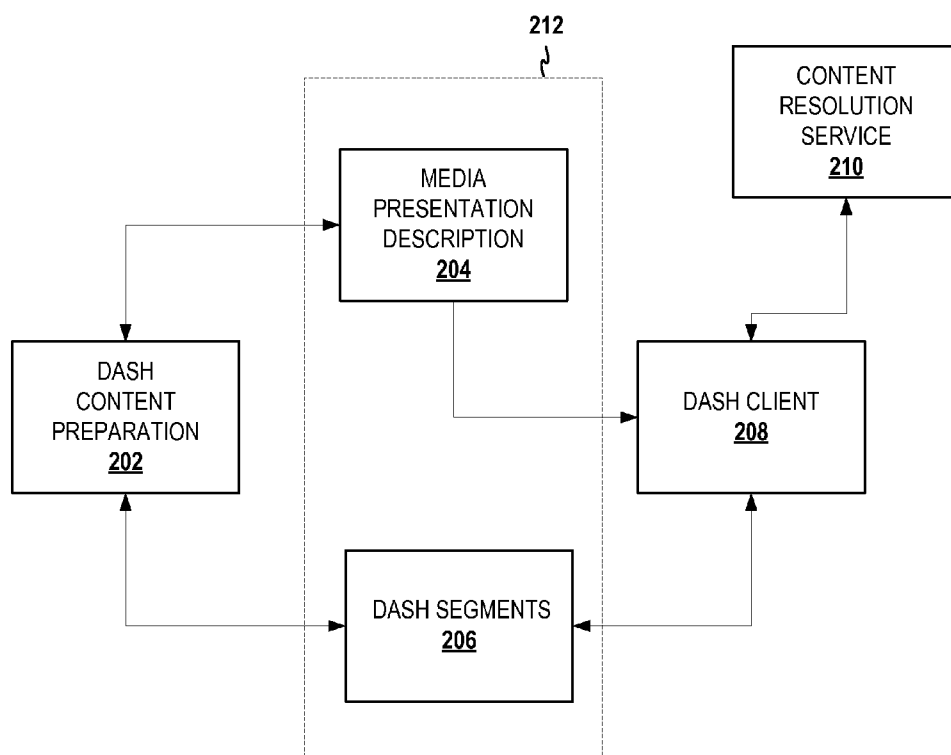 212
CONTENT
RESOLUTION
SERVICE
210
MEDIA
PRESENTATION
DESCRIPTION
204
DASH
CONTENT
PREPARATION
202
DASH CLIENT
208
DASH SEGMENTS
206